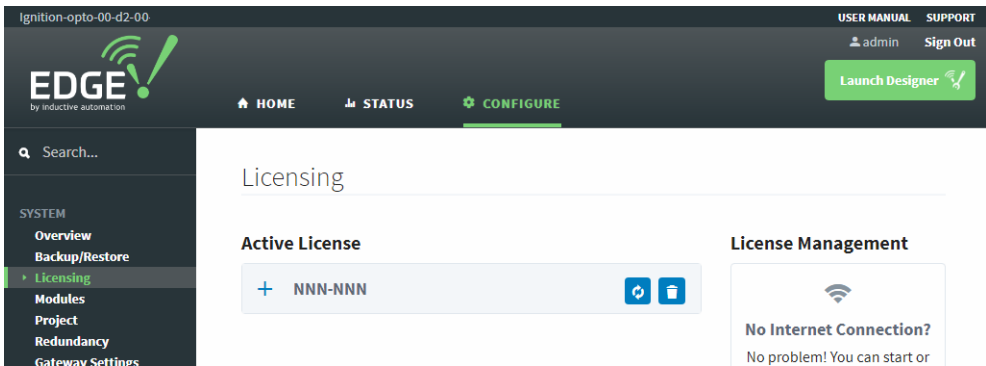 Ignition-opto-00-d2-00-
USER MANUAL SUPPORT
admin Sign Out
EDGE!
by inductive automation
Launch Designer
HOME STATUS CONFIGURE
Search...
Licensing
SYSTEM
Overview
Backup/Restore
Licensing
Modules
Project
Redundancy
Gateway Settings
Active License
NNN-NNN
License Management
No Internet Connection?
No problem! You can start or